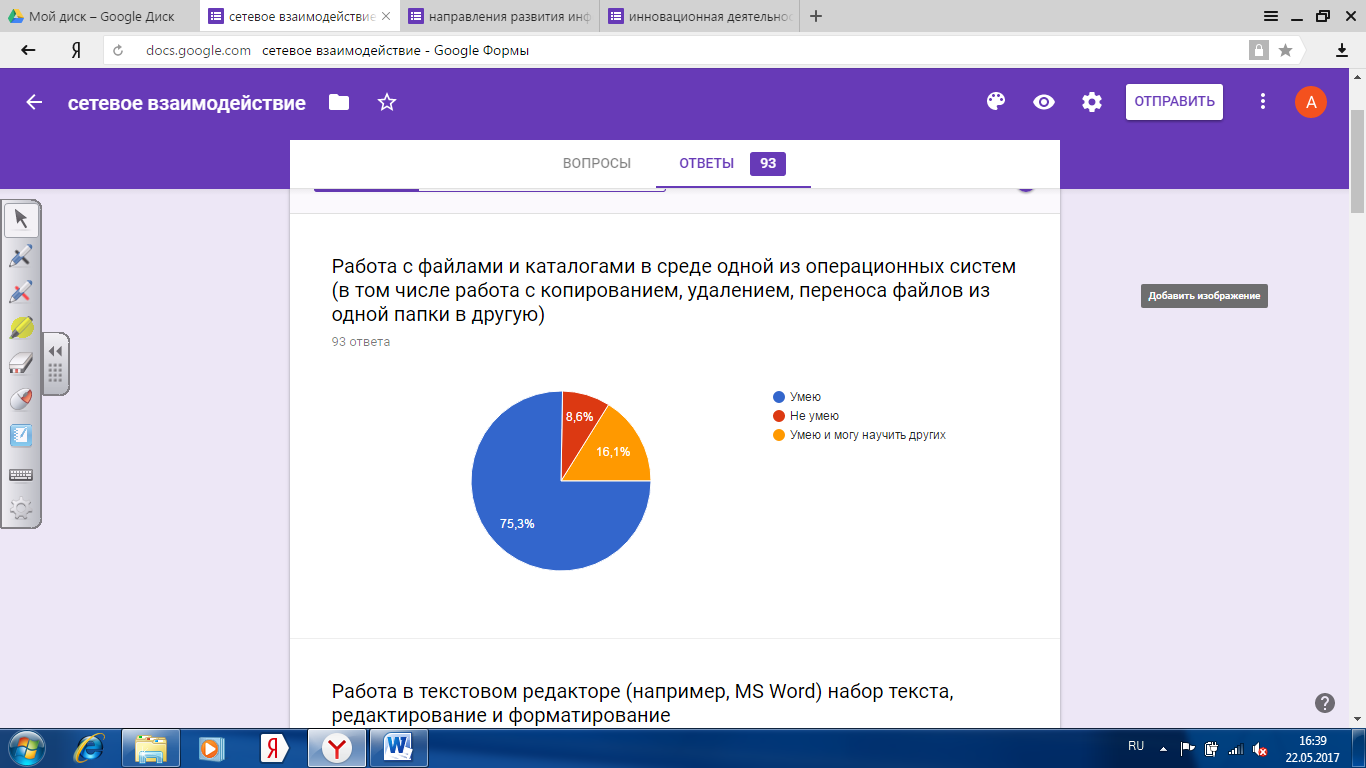 Мой диск – Google Диск
сетевое взаимодействие
направления развития инф
инновационная деятельнос
Я
docs.google.com сетевое взаимодействие - Google Формы
сетевое взаимодействие
ОТПРАВИТЬ
А
ВОПРОСЫ
ОТВЕТЫ
93
Работа с файлами и каталогами в среде одной из операционных систем
(в том числе работа с копированием, удалением, переноса файлов из
одной папки в другую)
93 ответа
Добавить изображение
Умею
Не умею
Умею и могу научить других
8,6%
16,1%
75,3%
Работа в текстовом редакторе (например, MS Word) набор текста,
редактирование и форматирование
RU
16:39
22.05.2017